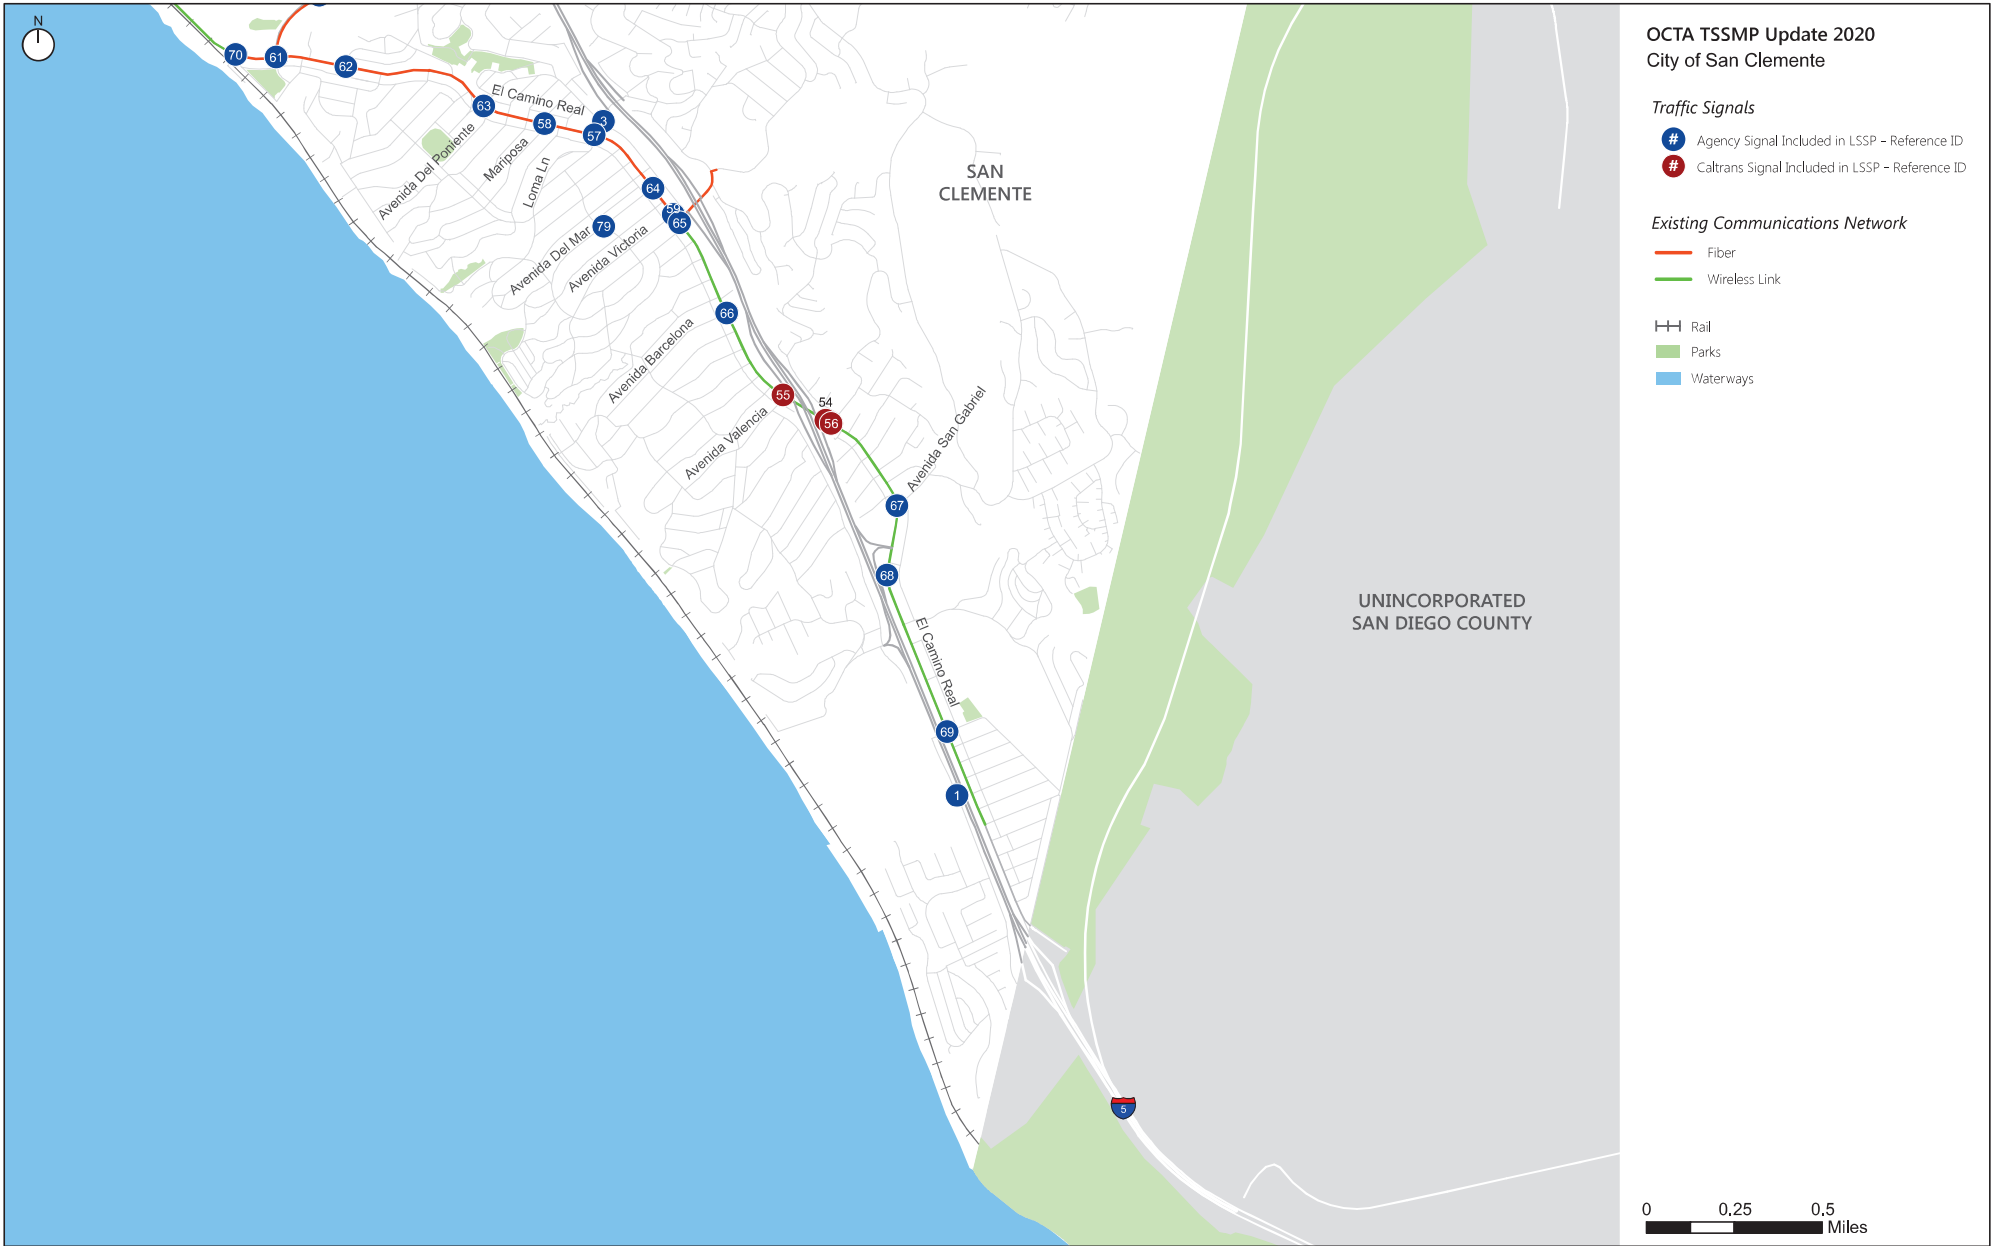 N
OCTA TSSMP Update 2020
City of San Clemente
Traffic Signals
# Agency Signal Included in LSSP - Reference ID
# Caltrans Signal Included in LSSP - Reference ID
Existing Communications Network
Fiber
Wireless Link
Rail
Parks
Waterways
70
61
62
63
El Camino Real
58
3
57
Avenida Del Poniente
Mariposa
Loma Ln
64
59
65
79
Avenida Del Mar
Avenida Victoria
SAN
CLEMENTE
66
Avenida Barcelona
55
54
56
Avenida Valencia
Avenida San Gabriel
67
68
El Camino Real
69
1
UNINCORPORATED
SAN DIEGO COUNTY
5
0 0.25 0.5
Miles